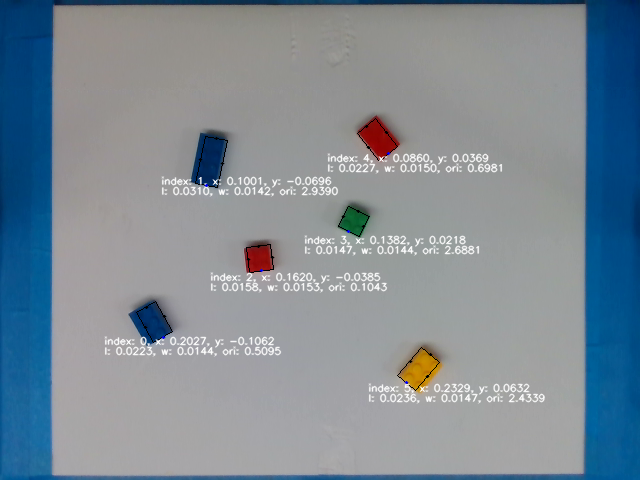 index: 4, x: 0.0860, y: 0.0369
l: 0.0227, w: 0.0150, ori: 0.6981
index: 1, x: 0.1001, y: -0.0696
l: 0.0310, w: 0.0142, ori: 2.9390
index: 3, x: 0.1382, y: 0.0218
l: 0.0147, w: 0.0144, ori: 2.6881
index: 2, x: 0.1620, y: -0.0385
l: 0.0158, w: 0.0153, ori: 0.1043
index: 0, x: 0.2027, y: -0.1062
l: 0.0223, w: 0.0144, ori: 0.5095
index: 5, x: 0.2329, y: 0.0632
l: 0.0236, w: 0.0147, ori: 2.4339